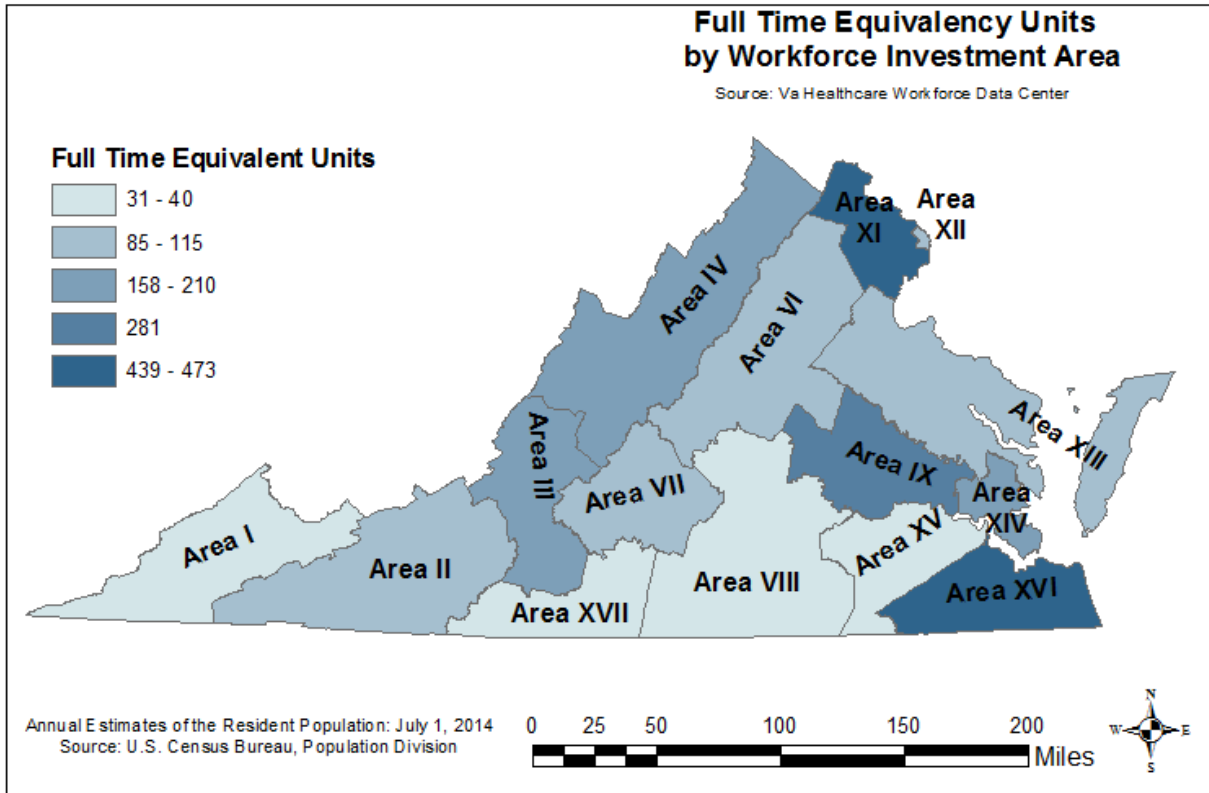 Full Time Equivalency Units
by Workforce Investment Area
Source: Va Healthcare Workforce Data Center
Full Time Equivalent Units
31 - 40
85 - 115
158 - 210
281
439 - 473
Area
XI
Area
XII
Area IV
Area VI
Area XIII
Area III
Area IX
Area VII
Area
XIV
Area I
Area XV
Area II
Area VIII
Area XVI
Area XVII
Annual Estimates of the Resident Population: July 1, 2014
Source: U.S. Census Bureau, Population Division
0 25 50 100 150 200
Miles
N
W E
S